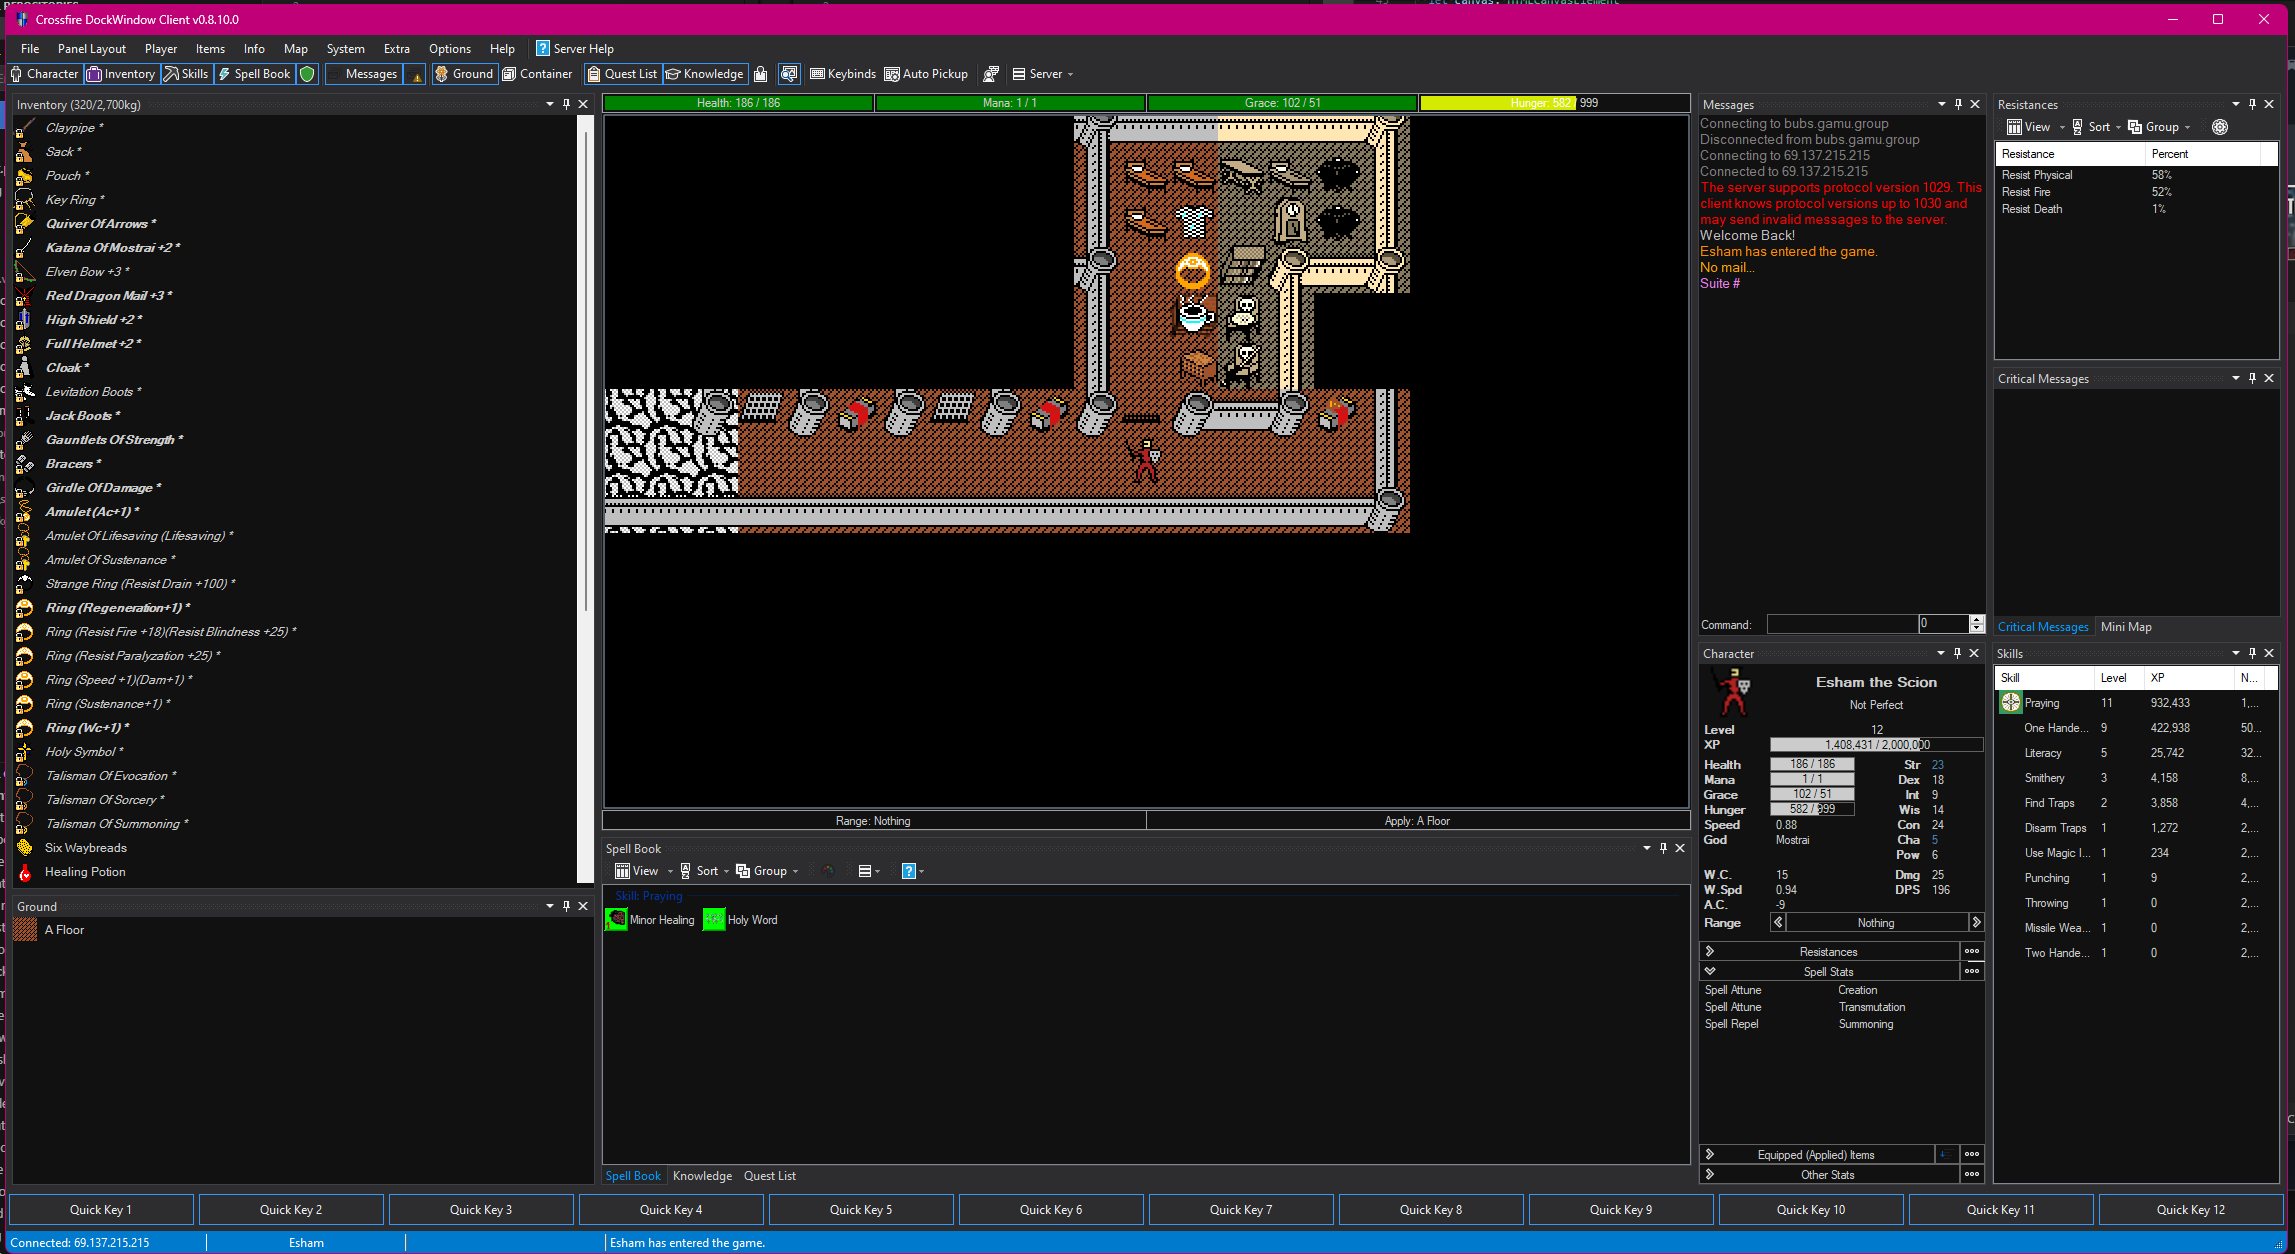 Crossfire DockWindow Client v0.8.10.0
File Panel Layout Player Items Info Map System Extra Options Help Server Help
Character Inventory Skills Spell Book Messages Ground Container Quest List Knowledge Keybinds Auto Pickup Server
Inventory (320/2,700kg)
Claypipe *
Sack *
Pouch *
Key Ring *
Quiver Of Arrows *
Katana Of Mostrai +2 *
Elven Bow +3 *
Red Dragon Mail +3 *
High Shield +2 *
Full Helmet +2 *
Cloak *
Levitation Boots *
Jack Boots *
Gauntlets Of Strength *
Bracers *
Girdle Of Damage *
Amulet (Ac+1) *
Amulet Of Lifesaving (Lifesaving) *
Amulet Of Sustenance *
Strange Ring (Resist Drain +100) *
Ring (Regeneration+1) *
Ring (Resist Fire +18)(Resist Blindness +25) *
Ring (Resist Paralyzation +25) *
Ring (Speed +1)(Dam+1) *
Ring (Sustenance+1) *
Ring (Wc+1) *
Holy Symbol *
Talisman Of Evocation *
Talisman Of Sorcery *
Talisman Of Summoning *
Six Waybreads
Healing Potion
Ground
A Floor
Health: 186 / 186 Mana: 1 / 1 Grace: 102 / 51 Hunger: 582 / 999
Range: Nothing Apply: A Floor
Spell Book
View Sort Group
Skill: Praying
Minor Healing Holy Word
Spell Book Knowledge Quest List
Messages
Connecting to bubs.gamu.group
Disconnected from bubs.gamu.group
Connecting to 69.137.215.215
Connected to 69.137.215.215
The server supports protocol version 1029. This
client knows protocol versions up to 1030 and
may send invalid messages to the server.
Welcome Back!
Esham has entered the game.
No mail...
Suite #
Command: 0
Character
Esham the Scion
Not Perfect
Level 12
XP 1,408,431 / 2,000,000
Health 186 / 186 Str 23
Mana 1 / 1 Dex 18
Grace 102 / 51 Int 9
Hunger 582 / 999 Wis 14
Speed 0.88 Con 24
God Mostrai Cha 5
Pow 6
W.C. 15 Dmg 25
W.Spd 0.94 DPS 196
A.C. -9
Range Nothing
Resistances
Spell Stats
Spell Attune Creation
Spell Attune Transmutation
Spell Repel Summoning
Equipped (Applied) Items
Other Stats
Resistances
View Sort Group
Resistance Percent
Resist Physical 58%
Resist Fire 52%
Resist Death 1%
Critical Messages
Critical Messages Mini Map
Skills
Skill Level XP N...
Praying 11 932,433 1,...
One Hande... 9 422,938 50...
Literacy 5 25,742 32...
Smithery 3 4,158 8,...
Find Traps 2 3,858 4,...
Disarm Traps 1 1,272 2,...
Use Magic I... 1 234 2,...
Punching 1 9 2,...
Throwing 1 0 2,...
Missile Wea... 1 0 2,...
Two Hande... 1 0 2,...
Quick Key 1 Quick Key 2 Quick Key 3 Quick Key 4 Quick Key 5 Quick Key 6 Quick Key 7 Quick Key 8 Quick Key 9 Quick Key 10 Quick Key 11 Quick Key 12
Connected: 69.137.215.215 Esham Esham has entered the game.